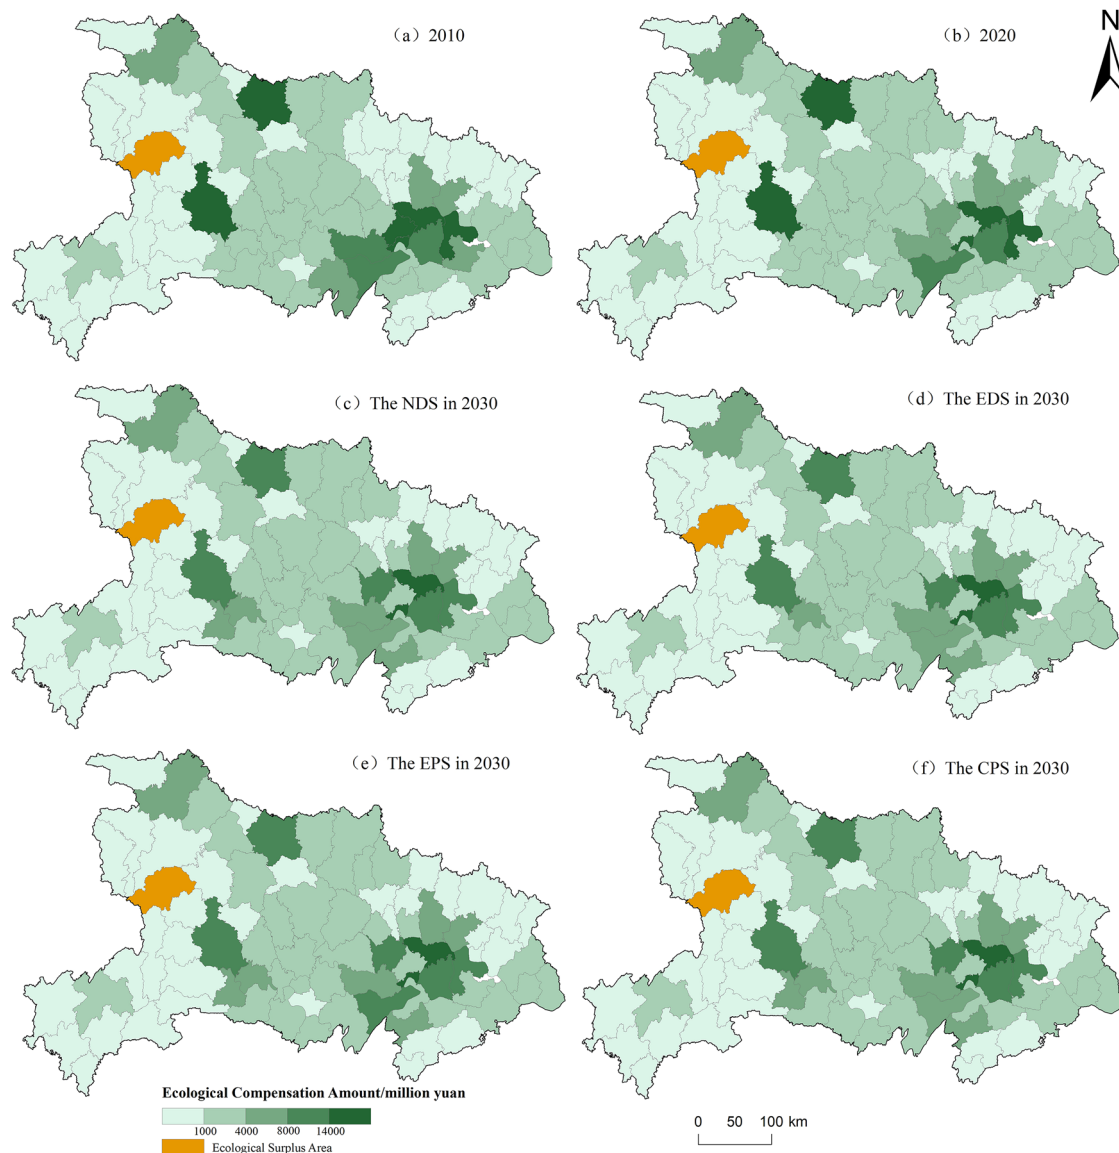 （a）2010
（b）2020
N
（c）The NDS in 2030
（d）The EDS in 2030
（e）The EPS in 2030
（f）The CPS in 2030
Ecological Compensation Amount/million yuan
1000 4000 8000 14000
Ecological Surplus Area
0 50 100 km